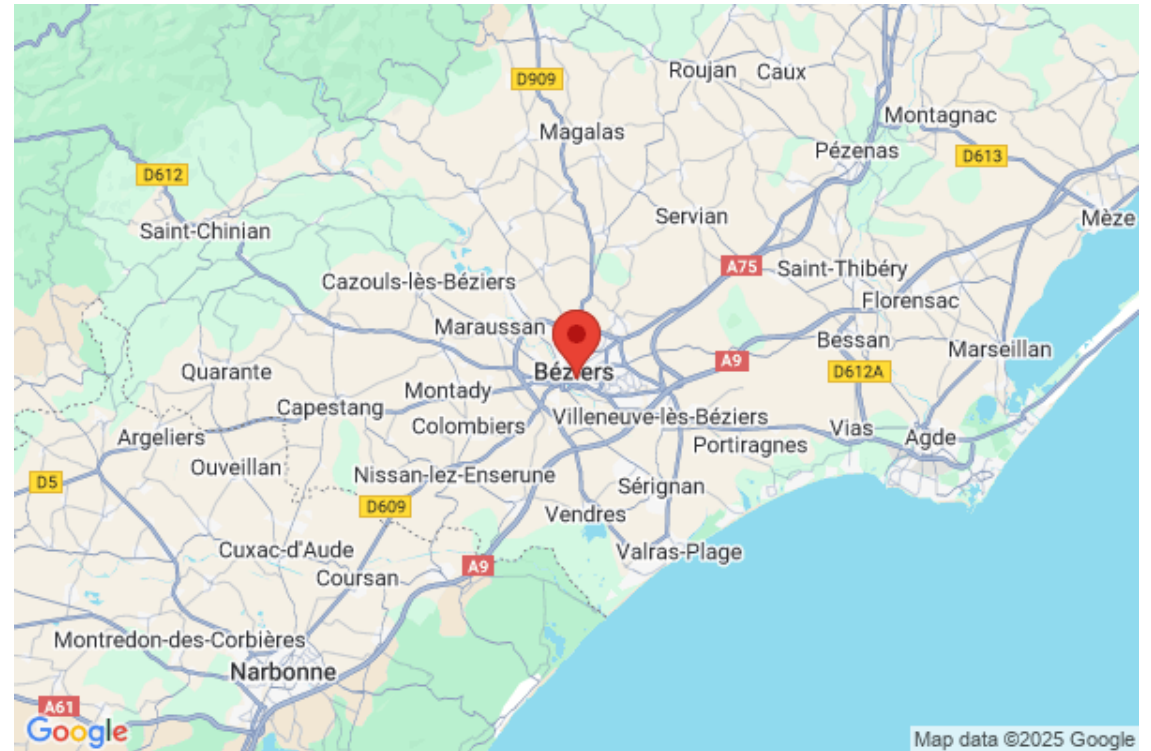 Roujan
Caux
D909
Montagnac
Magalas
Pézenas
D613
D612
Servian
Mèze
Saint-Chinian
A75
Saint-Thibéry
Cazouls-lès-Béziers
Florensac
Maraussan
Bessan
Marseillan
A9
Quarante
Béziers
D612A
Montady
Capestang
Villeneuve-lès-Béziers
Colombiers
Vias
Argeliers
Portiragnes
Agde
Ouveillan
Nissan-lez-Enserune
D5
Sérignan
D609
Vendres
Cuxac-d'Aude
Valras-Plage
A9
Coursan
Montredon-des-Corbières
Narbonne
A61
Google
Map data ©2025 Google